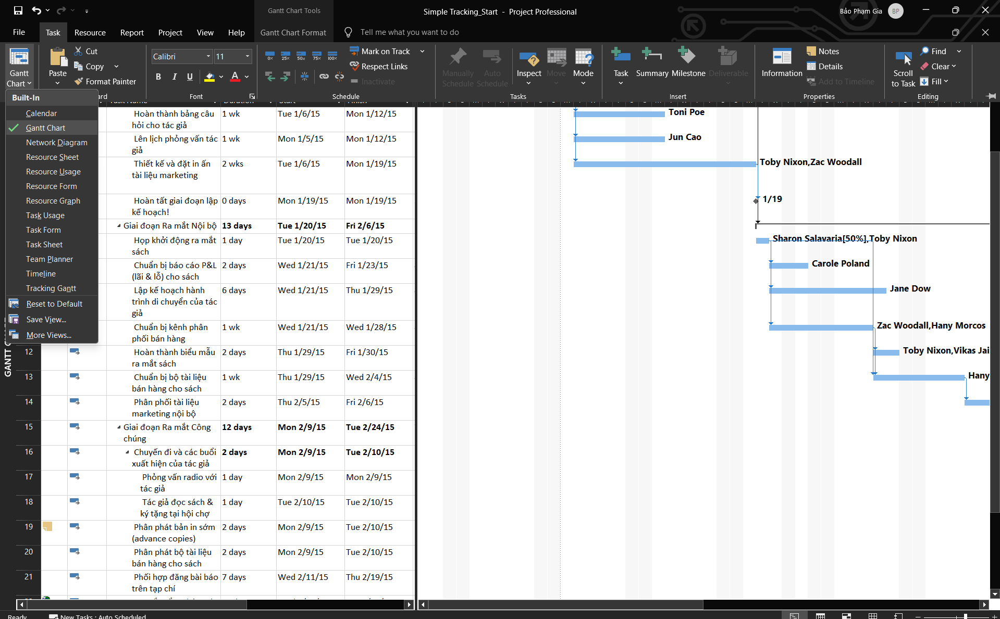 Gantt Chart Tools
Simple Tracking_Start - Project Professional
Bảo Phạm Gia
BP
File
Task
Resource
Report
Project
View
Help
Gantt Chart Format
Tell me what you want to do
Gantt
Chart
Paste
Cut
Copy
Format Painter
Calibri
11
B I U
A
Font
0% 25% 50% 75% 100%
Mark on Track
Respect Links
Inactivate
Schedule
Manually
Schedule
Auto
Schedule
Inspect
Move
Mode
Tasks
Task
Summary
Milestone
Deliverable
Insert
Information
Notes
Details
Add to Timeline
Properties
Scroll
to Task
Find
Clear
Fill
Editing
Built-In
Calendar
Gantt Chart
Network Diagram
Resource Sheet
Resource Usage
Resource Form
Resource Graph
Task Usage
Task Form
Task Sheet
Team Planner
Timeline
Tracking Gantt
Reset to Default
Save View...
More Views...
GANTT
Hoàn thành bảng câu
hỏi cho tác giả
1 wk
Tue 1/6/15
Mon 1/12/15
Lên lịch phỏng vấn tác
giả
1 wk
Mon 1/5/15
Mon 1/12/15
Thiết kế và đặt in ấn
tài liệu marketing
2 wks
Tue 1/6/15
Mon 1/19/15
Hoàn tất giai đoạn lập
kế hoạch!
0 days
Mon 1/19/15
Mon 1/19/15
Giai đoạn Ra mắt Nội bộ
13 days
Tue 1/20/15
Fri 2/6/15
Họp khởi động ra mắt
sách
1 day
Tue 1/20/15
Tue 1/20/15
Chuẩn bị báo cáo P&L
(lãi & lỗ) cho sách
2 days
Wed 1/21/15
Fri 1/23/15
Lập kế hoạch hành
trình di chuyển của tác
giả
6 days
Wed 1/21/15
Thu 1/29/15
Chuẩn bị kênh phân
phối bán hàng
1 wk
Wed 1/21/15
Wed 1/28/15
12
Hoàn thành biểu mẫu
ra mắt sách
2 days
Thu 1/29/15
Fri 1/30/15
13
Chuẩn bị bộ tài liệu
bán hàng cho sách
1 wk
Thu 1/29/15
Wed 2/4/15
14
Phân phối tài liệu
marketing nội bộ
2 days
Thu 2/5/15
Fri 2/6/15
15
Giai đoạn Ra mắt Công
chúng
12 days
Mon 2/9/15
Tue 2/24/15
16
Chuyến đi và các buổi
xuất hiện của tác giả
2 days
Mon 2/9/15
Tue 2/10/15
17
Phỏng vấn radio với
tác giả
1 day
Mon 2/9/15
Mon 2/9/15
18
Tác giả đọc sách &
ký tặng tại hội chợ
1 day
Tue 2/10/15
Tue 2/10/15
19
Phân phát bản in sớm
(advance copies)
2 days
Mon 2/9/15
Tue 2/10/15
20
Phân phát bộ tài liệu
bán hàng cho sách
2 days
Mon 2/9/15
Tue 2/10/15
21
Phối hợp đăng bài báo
trên tạp chí
7 days
Wed 2/11/15
Thu 2/19/15
Toni Poe
Jun Cao
Toby Nixon,Zac Woodall
1/19
Sharon Salavaria[50%],Toby Nixon
Carole Poland
Jane Dow
Zac Woodall,Hany Morcos
Toby Nixon,Vikas Jai
Hany
Ready
New Tasks : Auto Scheduled